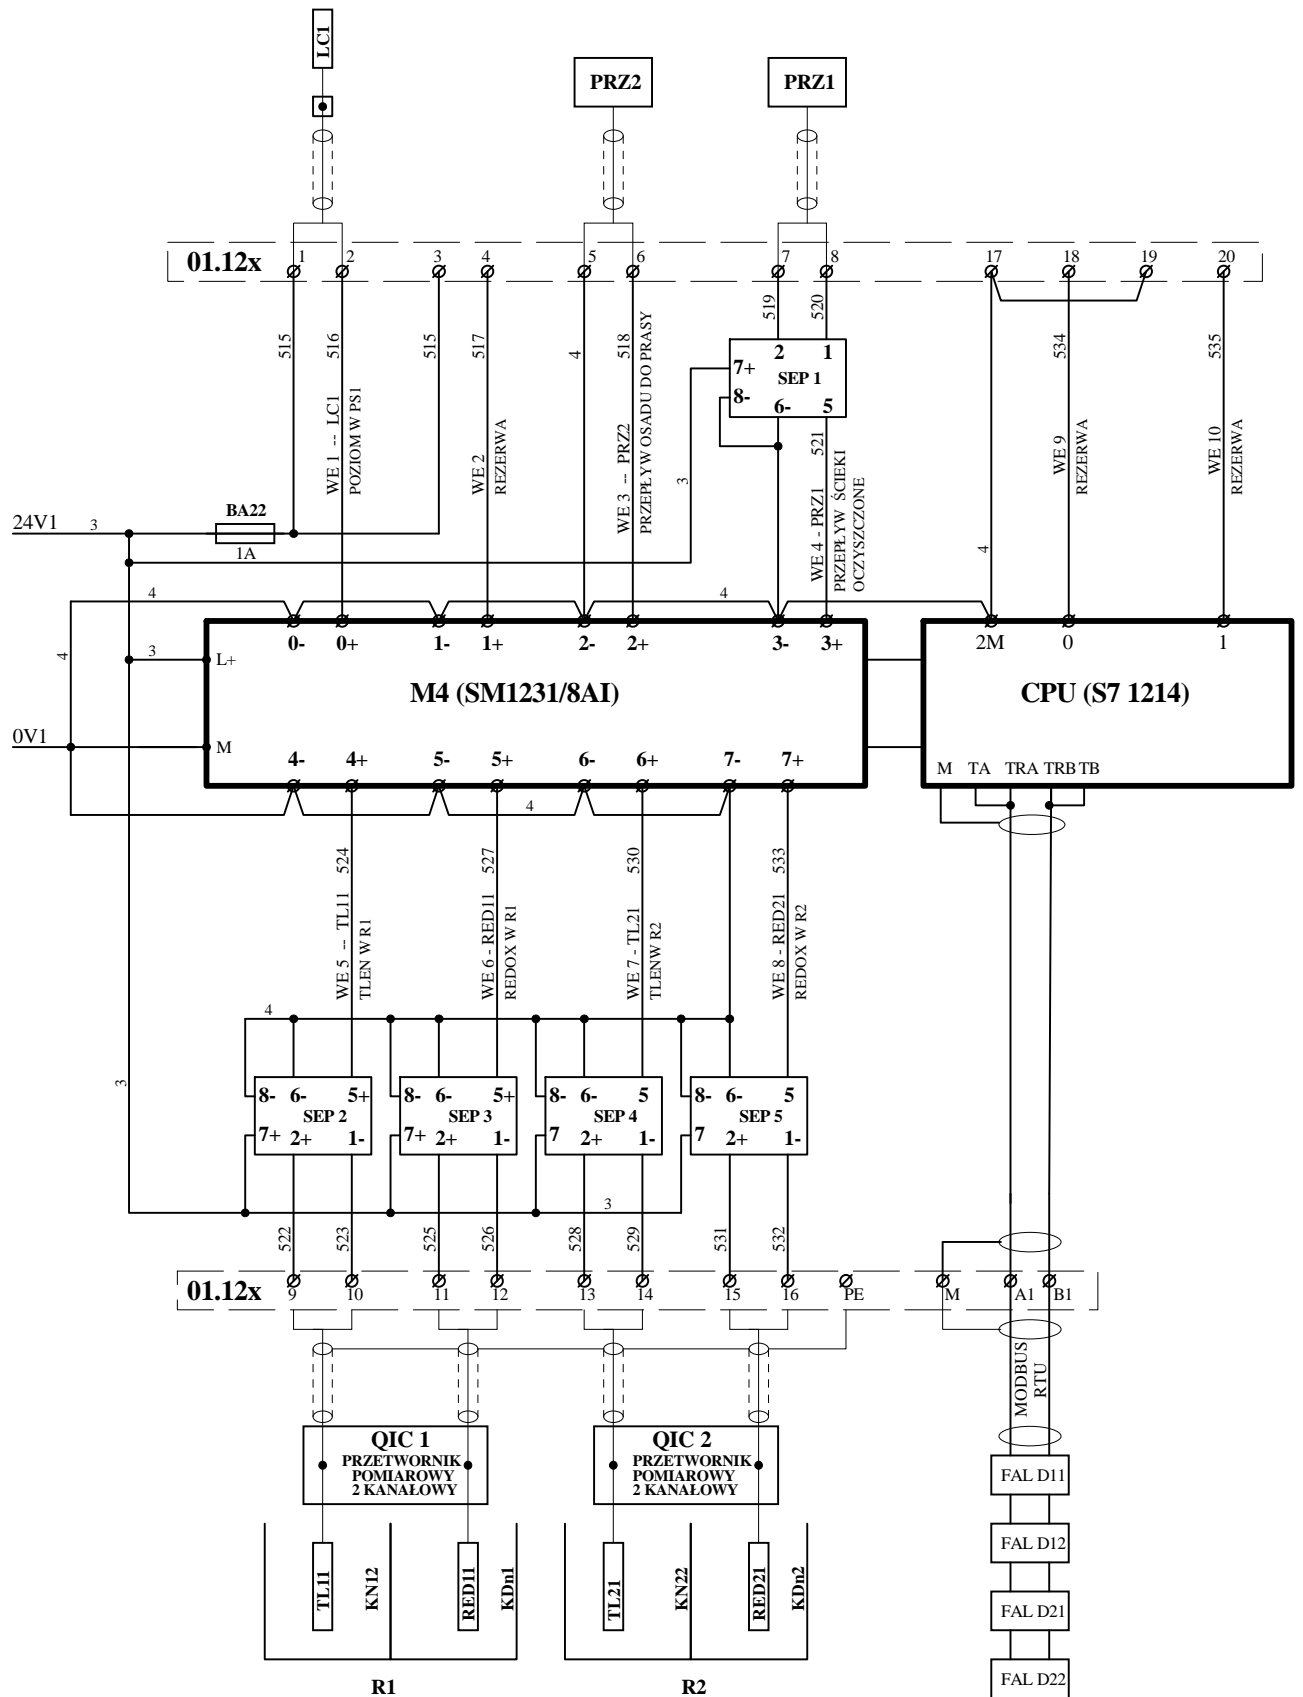 LC1
PRZ2
PRZ1
01.12x
1
2
3
4
5
6
7
8
17
18
19
20
515
516
515
517
4
518
519
520
534
535
WE 1 -- LC1
POZIOM W PS1
WE 2
REZERWA
WE 3 -- PRZ2
PRZEPŁYW OSADU DO PRASY
2
1
7+
SEP 1
8-
6-
5
3
521
WE 4 - PRZ1
PRZEPŁYW ŚCIEKI
OCZYSZCZONE
4
WE 9
REZERWA
WE 10
REZERWA
24V1
3
BA22
1A
4
4
4
3
0V1
0-
0+
1-
1+
2-
2+
3-
3+
L+
M
M4 (SM1231/8AI)
4-
4+
5-
5+
6-
6+
7-
7+
2M
0
1
CPU (S7 1214)
M
TA
TRA
TRB
TB
4
524
527
530
533
WE 5 -- TL11
TLEN W R1
WE 6 - RED11
REDOX W R1
WE 7 - TL21
TLENW R2
WE 8 - RED21
REDOX W R2
4
3
8-
6-
5+
SEP 2
7+
2+
1-
8-
6-
5+
SEP 3
7+
2+
1-
8-
6-
5
SEP 4
7
2+
1-
8-
6-
5
SEP 5
7
2+
1-
3
522
523
525
526
528
529
531
532
01.12x
9
10
11
12
13
14
15
16
PE
M
A1
B1
MODBUS
RTU
QIC 1
PRZETWORNIK
POMIAROWY
2 KANAŁOWY
QIC 2
PRZETWORNIK
POMIAROWY
2 KANAŁOWY
FAL D11
FAL D12
FAL D21
FAL D22
TL11
KN12
RED11
KDn1
TL21
KN22
RED21
KDn2
R1
R2